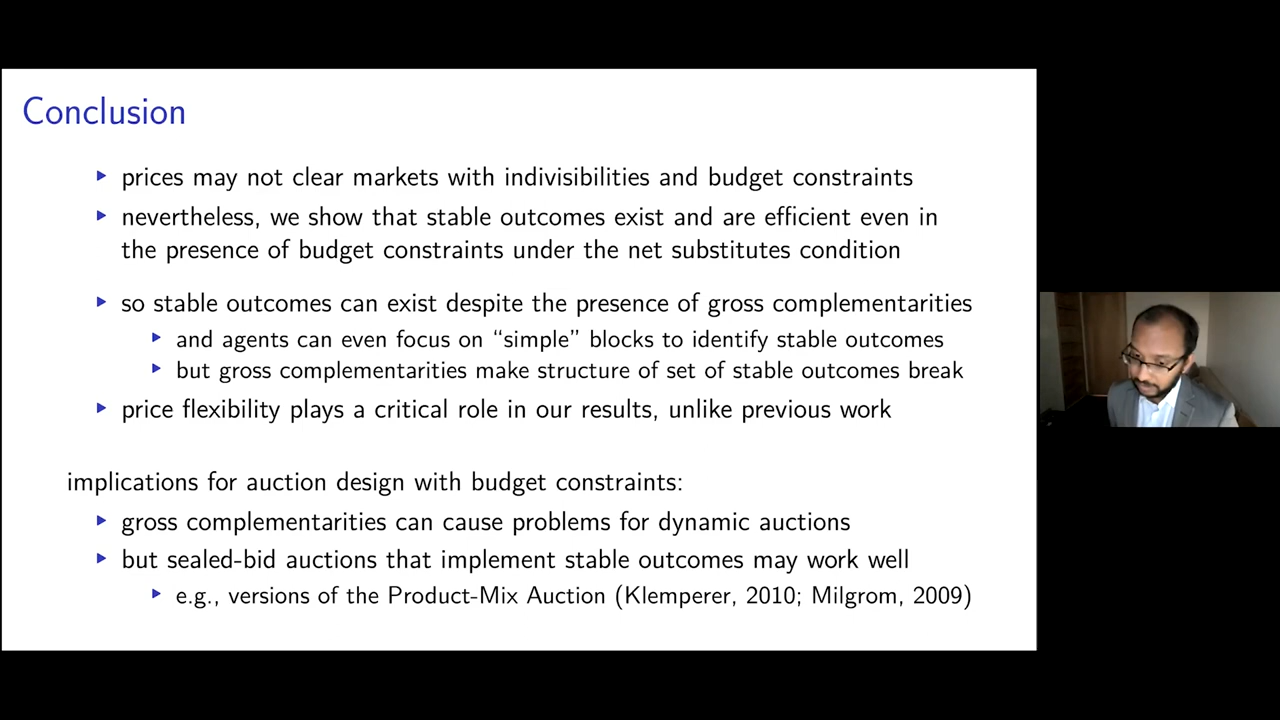 Conclusion
prices may not clear markets with indivisibilities and budget constraints
nevertheless, we show that stable outcomes exist and are efficient even in
the presence of budget constraints under the net substitutes condition
so stable outcomes can exist despite the presence of gross complementarities
and agents can even focus on “simple” blocks to identify stable outcomes
but gross complementarities make structure of set of stable outcomes break
price flexibility plays a critical role in our results, unlike previous work
implications for auction design with budget constraints:
gross complementarities can cause problems for dynamic auctions
but sealed-bid auctions that implement stable outcomes may work well
e.g., versions of the Product-Mix Auction (Klemperer, 2010; Milgrom, 2009)